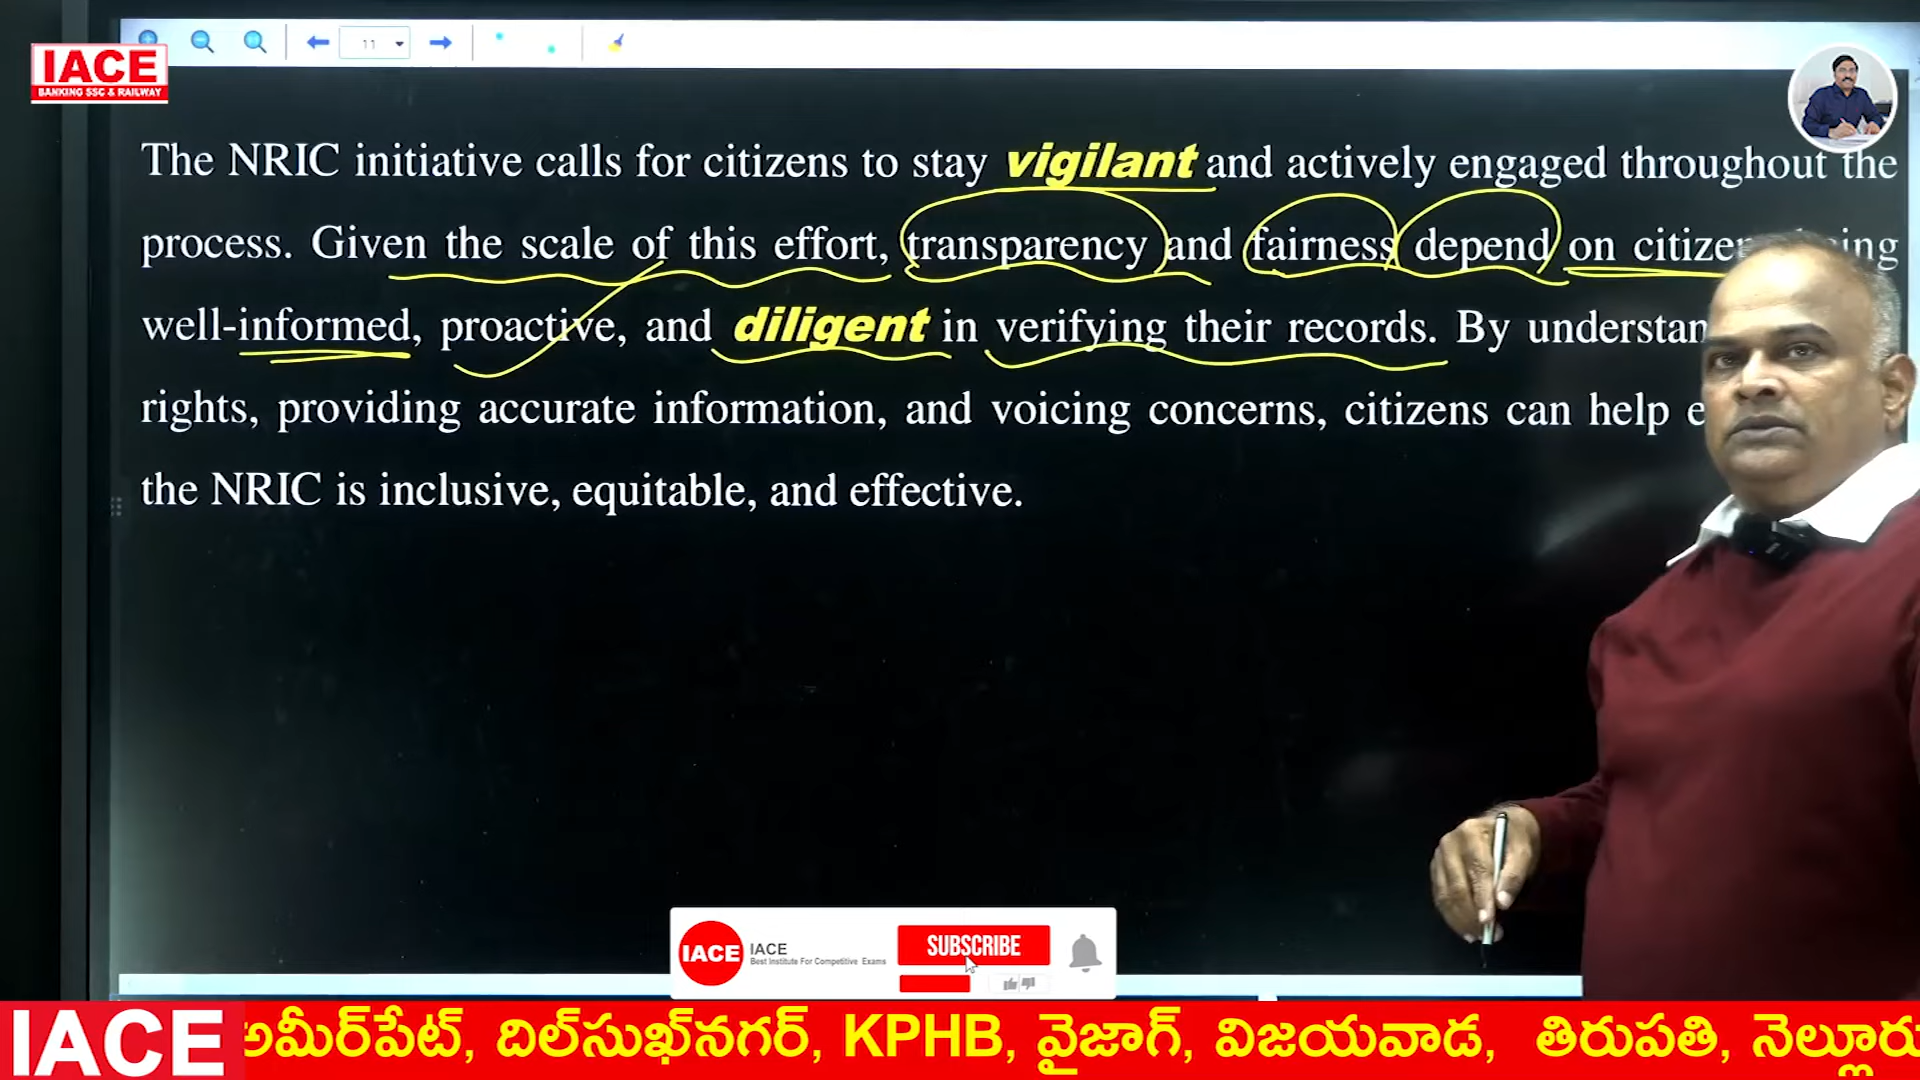 11
IACE
BANKING SSC & RAILWAY
The NRIC initiative calls for citizens to stay vigilant and actively engaged throughout the
process. Given the scale of this effort, transparency and fairness depend on
well-informed, proactive, and diligent in verifying their records. By
rights, providing accurate information, and voicing concerns, citizens can help
the NRIC is inclusive, equitable, and effective.
IACE
IACE
Best Institute For Competitive Exams
SUBSCRIBE
IACE
అమీర్‌పేట్, దిల్‌సుఖ్‌నగర్, KPHB, వైజాగ్, విజయవాడ, తిరుపతి, నెల్లూరు